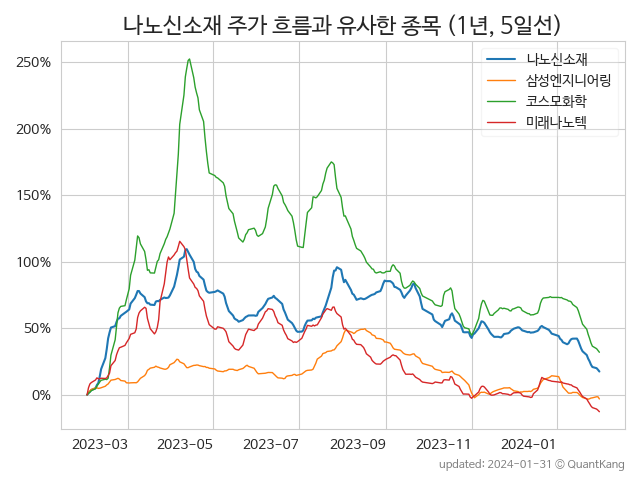 나노신소재 주가 흐름과 유사한 종목 (1년, 5일선)
나노신소재
삼성엔지니어링
코스모화학
미래나노텍
250%
200%
150%
100%
50%
0%
2023-03 2023-05 2023-07 2023-09 2023-11 2024-01
updated: 2024-01-31 © QuantKang